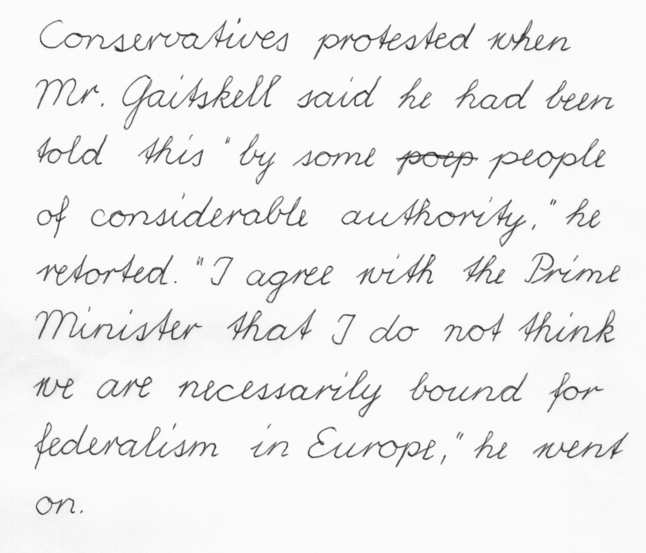 Conservatives protested when
Mr. Gaitskell said he had been
told this "by some poep people
of considerable authority," he
retorted. "I agree with the Prime
Minister that I do not think
we are necessarily bound for
federalism in Europe," he went
on.